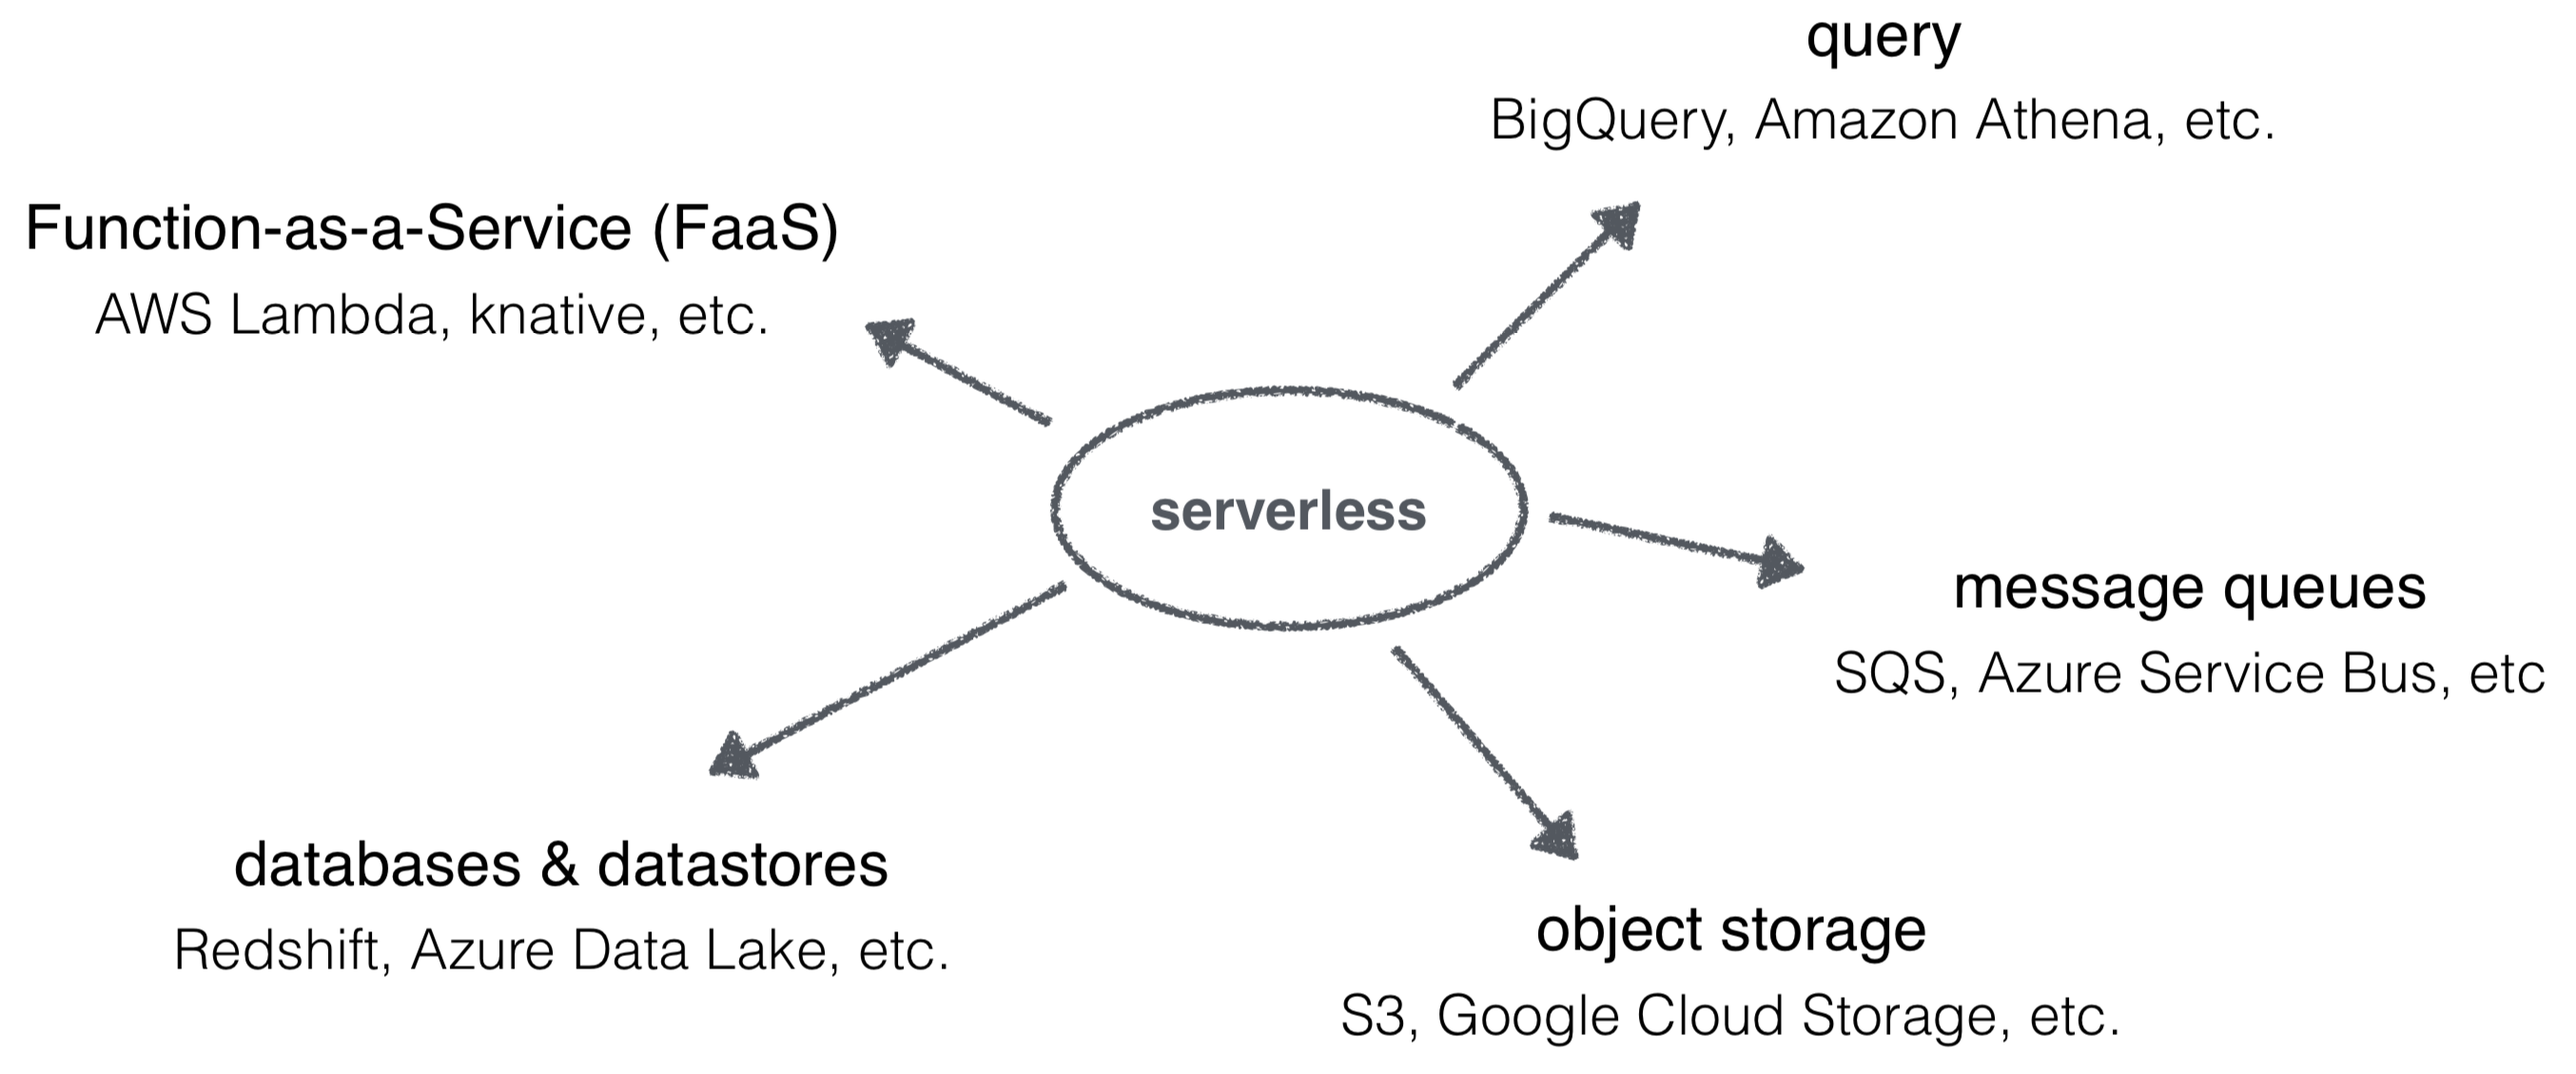 query
BigQuery, Amazon Athena, etc.
Function-as-a-Service (FaaS)
AWS Lambda, knative, etc.
serverless
message queues
SQS, Azure Service Bus, etc
databases & datastores
Redshift, Azure Data Lake, etc.
object storage
S3, Google Cloud Storage, etc.